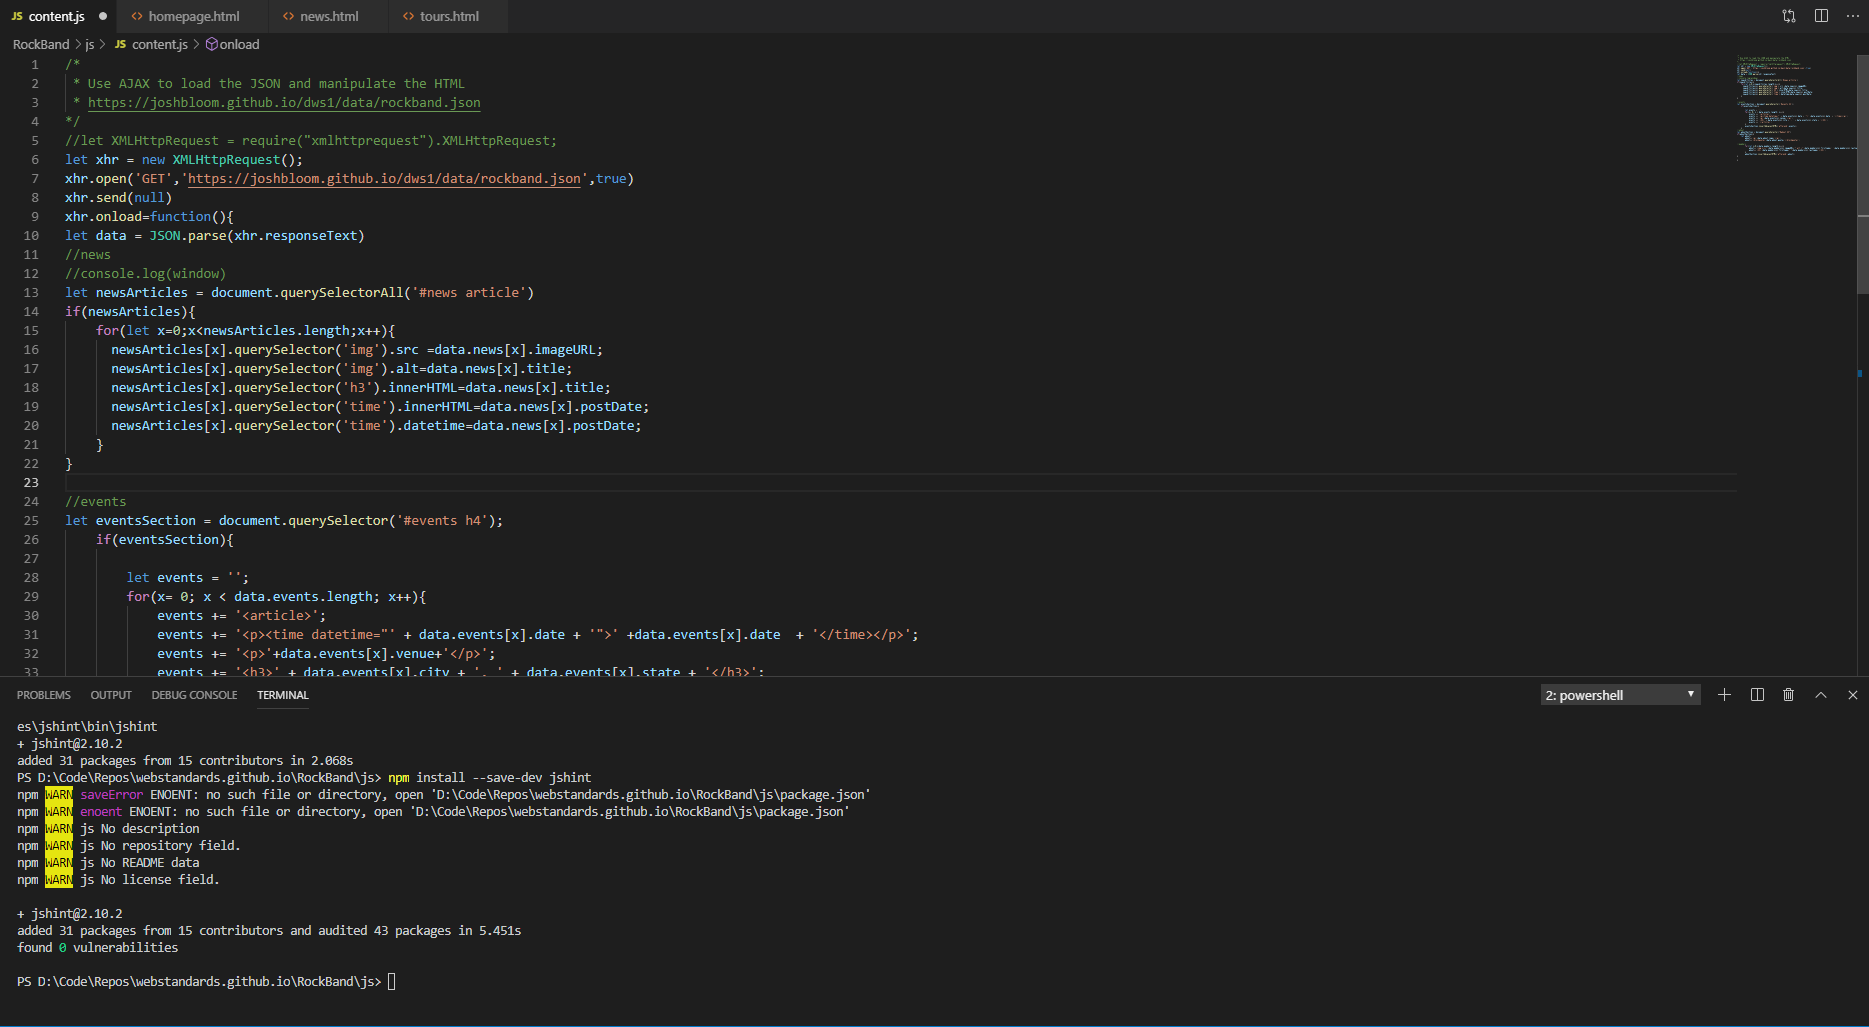 JS content.js ● <> homepage.html <> news.html <> tours.html
RockBand > js > JS content.js > onload
1 /*
2  * Use AJAX to load the JSON and manipulate the HTML
3  * https://joshbloom.github.io/dws1/data/rockband.json
4 */
5 //let XMLHttpRequest = require("xmlhttprequest").XMLHttpRequest;
6 let xhr = new XMLHttpRequest();
7 xhr.open('GET','https://joshbloom.github.io/dws1/data/rockband.json',true)
8 xhr.send(null)
9 xhr.onload=function(){
10 let data = JSON.parse(xhr.responseText)
11 //news
12 //console.log(window)
13 let newsArticles = document.querySelectorAll('#news article')
14 if(newsArticles){
15     for(let x=0;x<newsArticles.length;x++){
16       newsArticles[x].querySelector('img').src =data.news[x].imageURL;
17       newsArticles[x].querySelector('img').alt=data.news[x].title;
18       newsArticles[x].querySelector('h3').innerHTML=data.news[x].title;
19       newsArticles[x].querySelector('time').innerHTML=data.news[x].postDate;
20       newsArticles[x].querySelector('time').datetime=data.news[x].postDate;
21     }
22 }
23
24 //events
25 let eventsSection = document.querySelector('#events h4');
26     if(eventsSection){
27
28         let events = '';
29         for(x= 0; x < data.events.length; x++){
30             events += '<article>';
31             events += '<p><time datetime="' + data.events[x].date + '">' +data.events[x].date  + '</time></p>';
32             events += '<p>'+data.events[x].venue+'</p>';
33             events += '<h3>' + data.events[x].city + ', ' + data.events[x].state + '</h3>';
PROBLEMS OUTPUT DEBUG CONSOLE TERMINAL 2: powershell
es\jshint\bin\jshint
+ jshint@2.10.2
added 31 packages from 15 contributors in 2.068s
PS D:\Code\Repos\webstandards.github.io\RockBand\js> npm install --save-dev jshint
npm WARN saveError ENOENT: no such file or directory, open 'D:\Code\Repos\webstandards.github.io\RockBand\js\package.json'
npm WARN enoent ENOENT: no such file or directory, open 'D:\Code\Repos\webstandards.github.io\RockBand\js\package.json'
npm WARN js No description
npm WARN js No repository field.
npm WARN js No README data
npm WARN js No license field.
+ jshint@2.10.2
added 31 packages from 15 contributors and audited 43 packages in 5.451s
found 0 vulnerabilities
PS D:\Code\Repos\webstandards.github.io\RockBand\js>